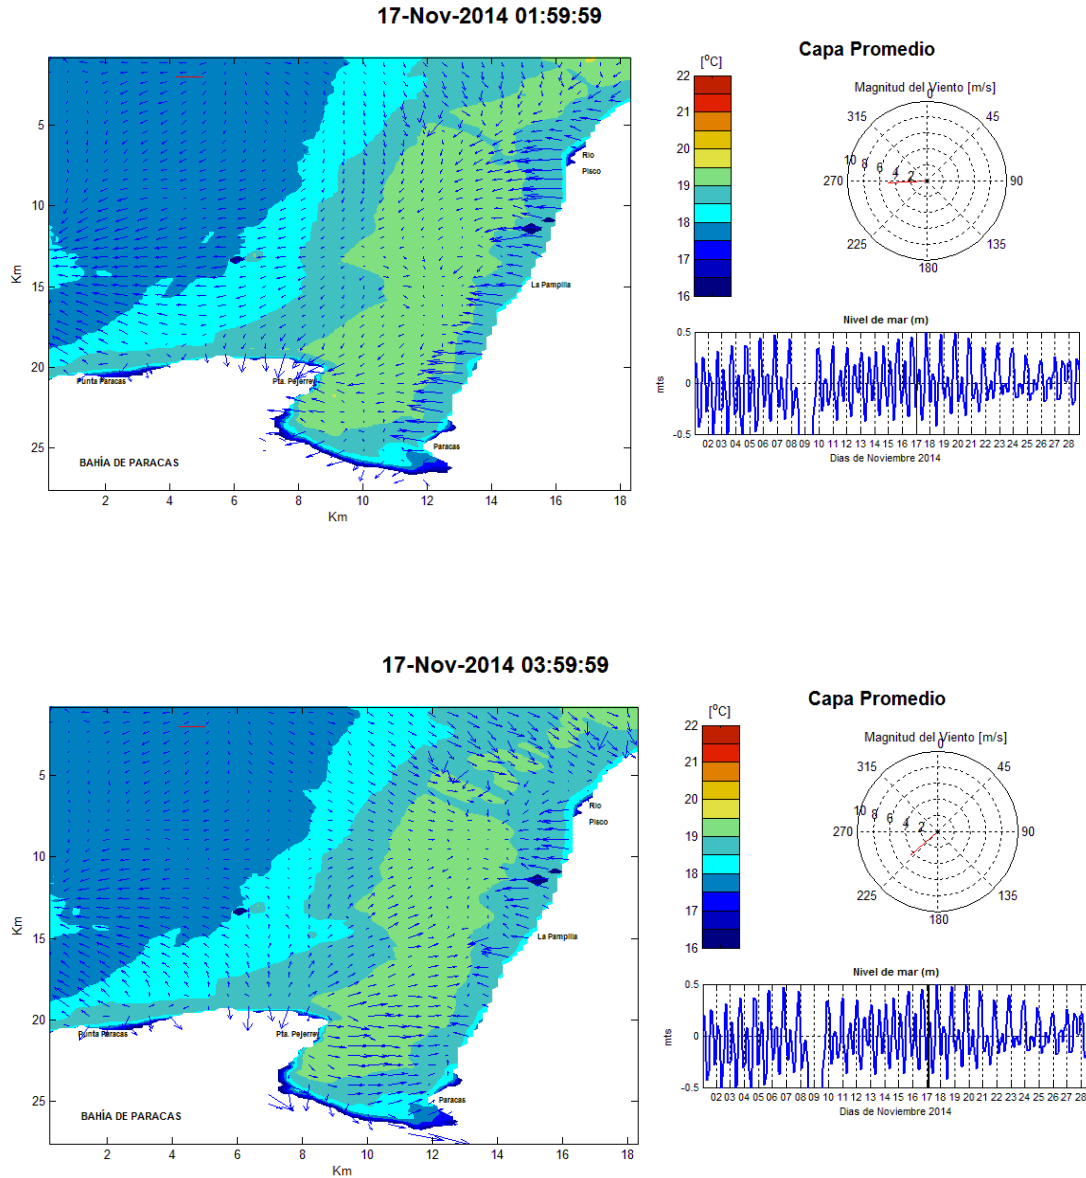 17-Nov-2014 01:59:59
Capa Promedio
[°C]
22
21
20
19
18
17
16
Magnitud del Viento [m/s]
0
45
90
135
180
225
270
315
10 8 6 4 2
5
10
15
20
25
Km
Rio
Pisco
La Pampilla
Punta Paracas
Pta. Pejerrey
Paracas
BAHÍA DE PARACAS
2 4 6 8 10 12 14 16 18
Km
Nivel de mar (m)
0.5
0
-0.5
mts
02 03 04 05 06 07 08 09 10 11 12 13 14 15 16 17 18 19 20 21 22 23 24 25 26 27 28
Dias de Noviembre 2014
17-Nov-2014 03:59:59
Capa Promedio
[°C]
22
21
20
19
18
17
16
Magnitud del Viento [m/s]
0
45
90
135
180
225
270
315
10 8 6 4 2
5
10
15
20
25
Km
Rio
Pisco
La Pampilla
Punta Paracas
Pta. Pejerrey
Paracas
BAHÍA DE PARACAS
2 4 6 8 10 12 14 16 18
Km
Nivel de mar (m)
0.5
0
-0.5
mts
02 03 04 05 06 07 08 09 10 11 12 13 14 15 16 17 18 19 20 21 22 23 24 25 26 27 28
Dias de Noviembre 2014